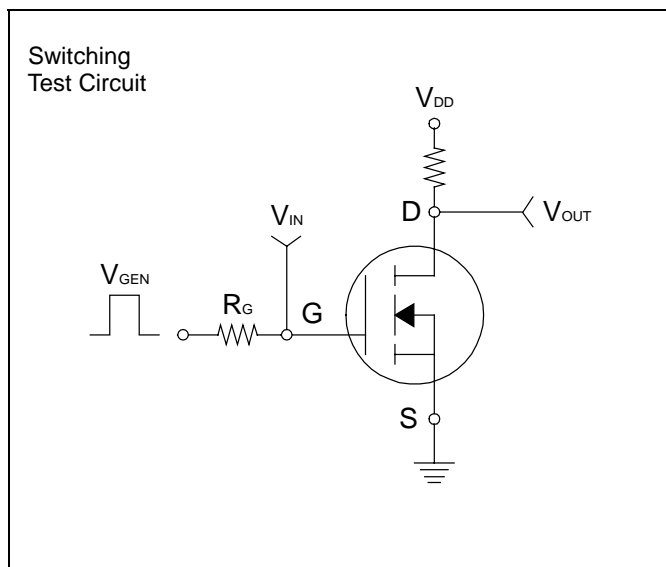 Switching
Test Circuit
VDD
D
VOUT
VIN
VGEN
RG
G
S